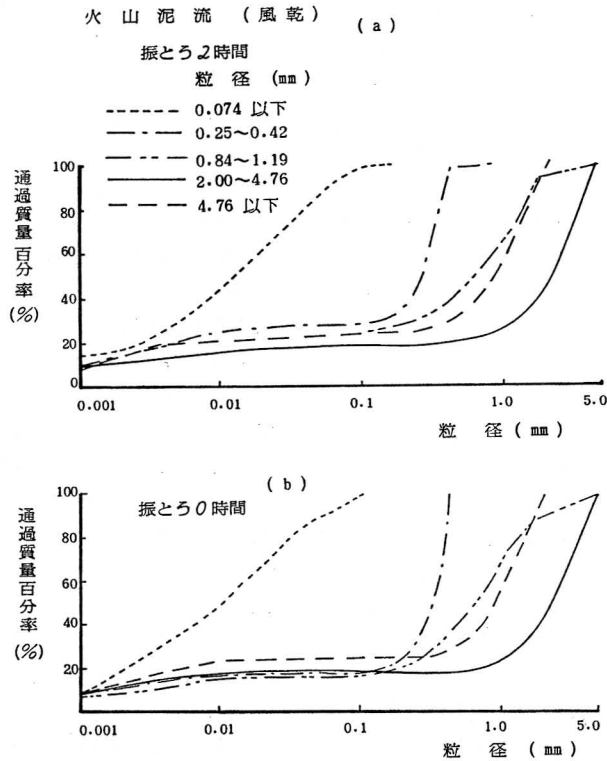 火山泥流(風乾)
(a)
振とう2時間
粒径 (mm)
0.074 以下
0.25～0.42
0.84～1.19
2.00～4.76
4.76 以下
通過質量百分率(%)
100
80
60
40
20
0
0.001 0.01 0.1 1.0 5.0
粒径(mm)
(b)
振とう0時間
通過質量百分率(%)
100
80
60
40
20
0.001 0.01 0.1 1.0 5.0
粒径(mm)